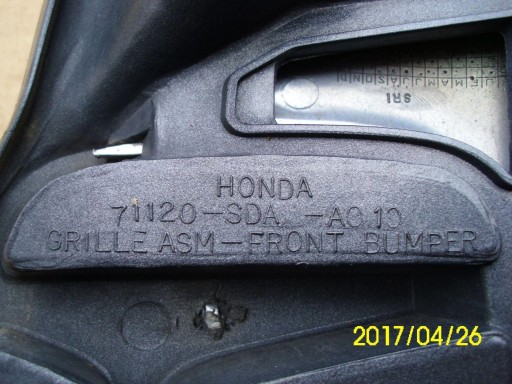 J F M A M J J A S O N D
SRI
HONDA
71120-SDA -A010
GRILLE ASM-FRONT BUMPER
2017/04/26